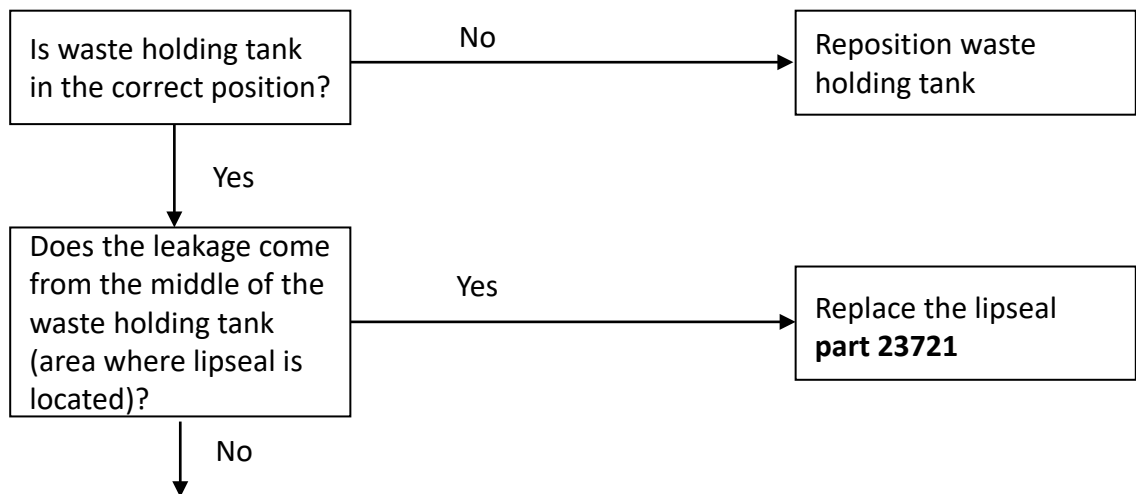 Is waste holding tank
in the correct position?
No
Reposition waste
holding tank
Yes
Does the leakage come
from the middle of the
waste holding tank
(area where lipseal is
located)?
Yes
Replace the lipseal
part 23721
No